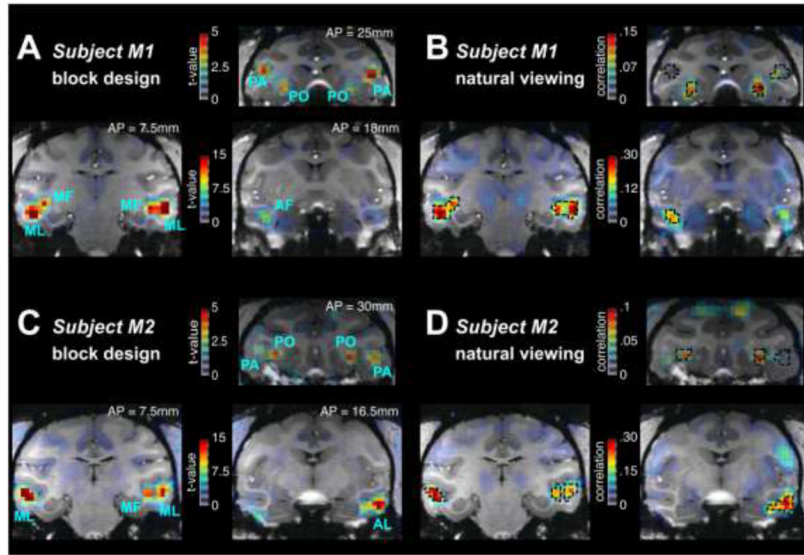 A Subject M1
block design
t-value
5
2.5
0
AP = 25mm
PA
PO
PO
PA
B Subject M1
natural viewing
correlation
.15
.07
0
AP = 7.5mm
MF
ML
MF
ML
t-value
15
7.5
0
AP = 18mm
AF
correlation
.30
.12
0
C Subject M2
block design
t-value
5
2.5
0
AP = 30mm
PO
PO
PA
PA
D Subject M2
natural viewing
correlation
.1
.05
0
AP = 7.5mm
ML
MF
ML
t-value
15
7.5
0
AP = 16.5mm
AL
correlation
.30
.15
0